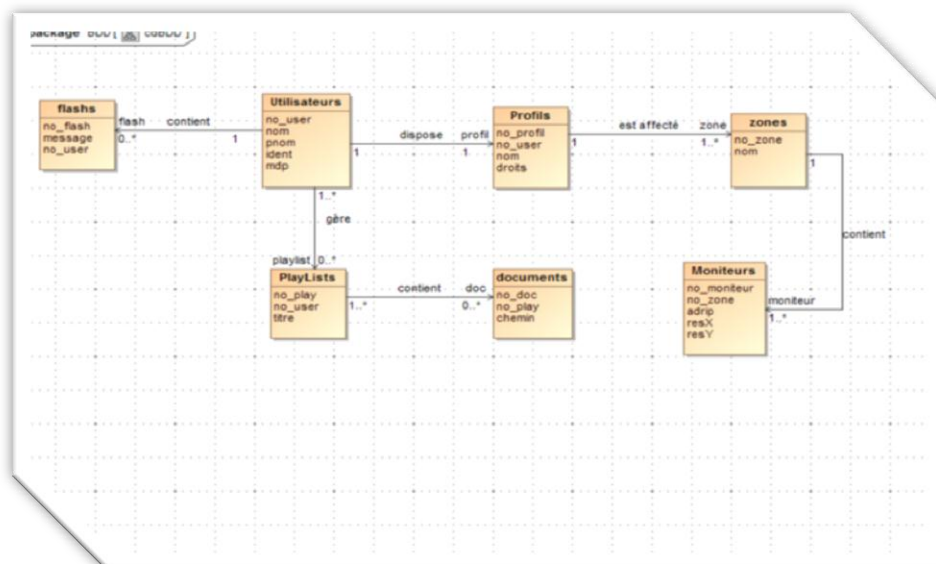 flashs
no_flash
message
no_user
flash
0..*
contient
1
Utilisateurs
no_user
nom
pnom
ident
mdp
1
dispose
profil
1
Profils
no_profil
no_user
nom
droits
1
est affecté
zone
1..*
zones
no_zone
nom
1
contient
moniteur
1..*
Moniteurs
no_moniteur
no_zone
adrip
resX
resY
1..*
gère
playlist
0..*
PlayLists
no_play
no_user
titre
1..*
contient
doc
0..*
documents
no_doc
no_play
chemin